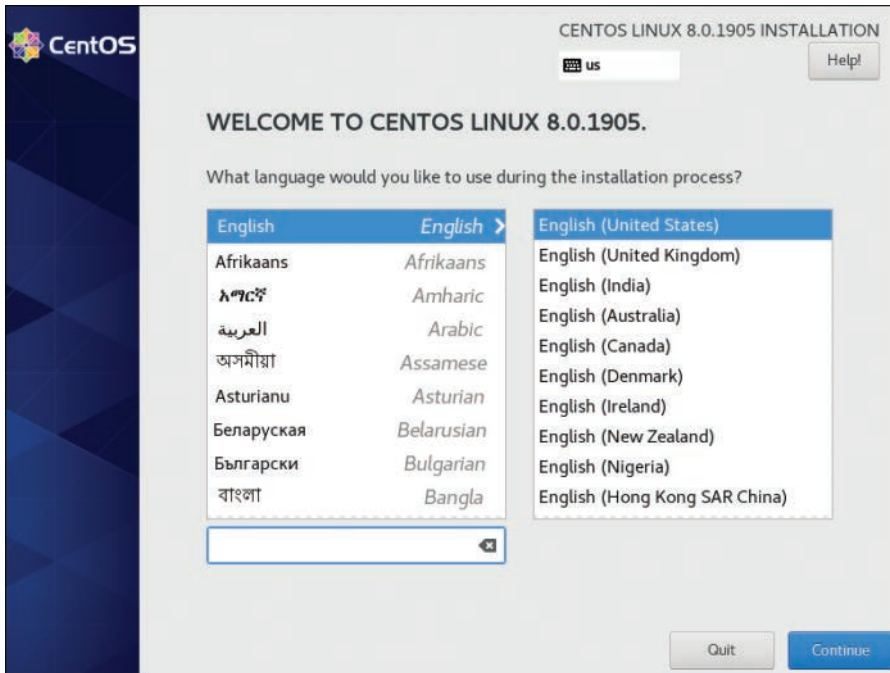 CentOS
CENTOS LINUX 8.0.1905 INSTALLATION
us
Help!
WELCOME TO CENTOS LINUX 8.0.1905.
What language would you like to use during the installation process?
English English
Afrikaans Afrikaans
አማርኛ Amharic
العربية Arabic
অসমীয়া Assamese
Asturianu Asturian
Беларуская Belarusian
Български Bulgarian
বাংলা Bangla
English (United States)
English (United Kingdom)
English (India)
English (Australia)
English (Canada)
English (Denmark)
English (Ireland)
English (New Zealand)
English (Nigeria)
English (Hong Kong SAR China)
Quit
Continue